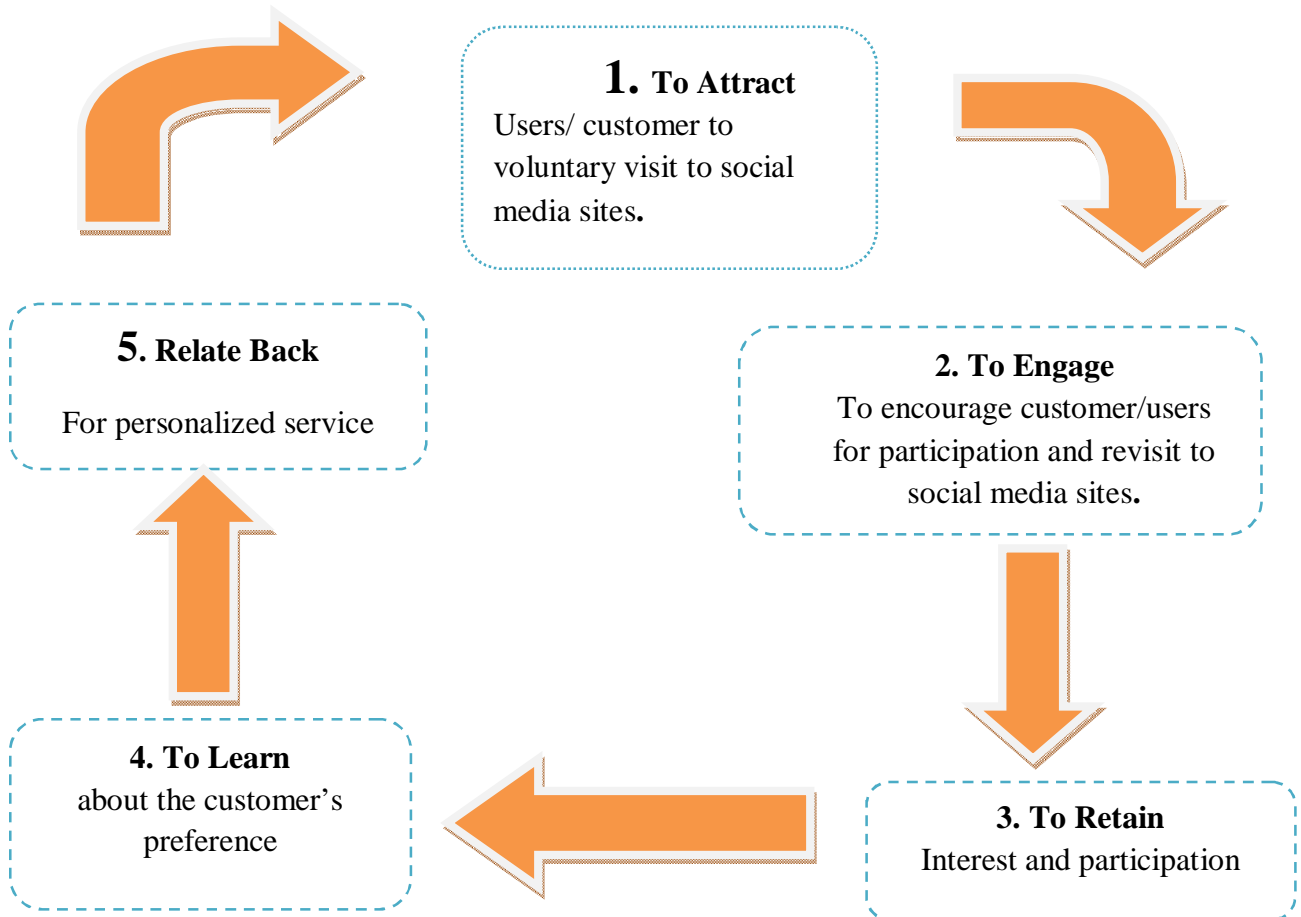 1. To Attract
Users/ customer to
voluntary visit to social
media sites.
2. To Engage
To encourage customer/users
for participation and revisit to
social media sites.
3. To Retain
Interest and participation
4. To Learn
about the customer’s
preference
5. Relate Back
For personalized service